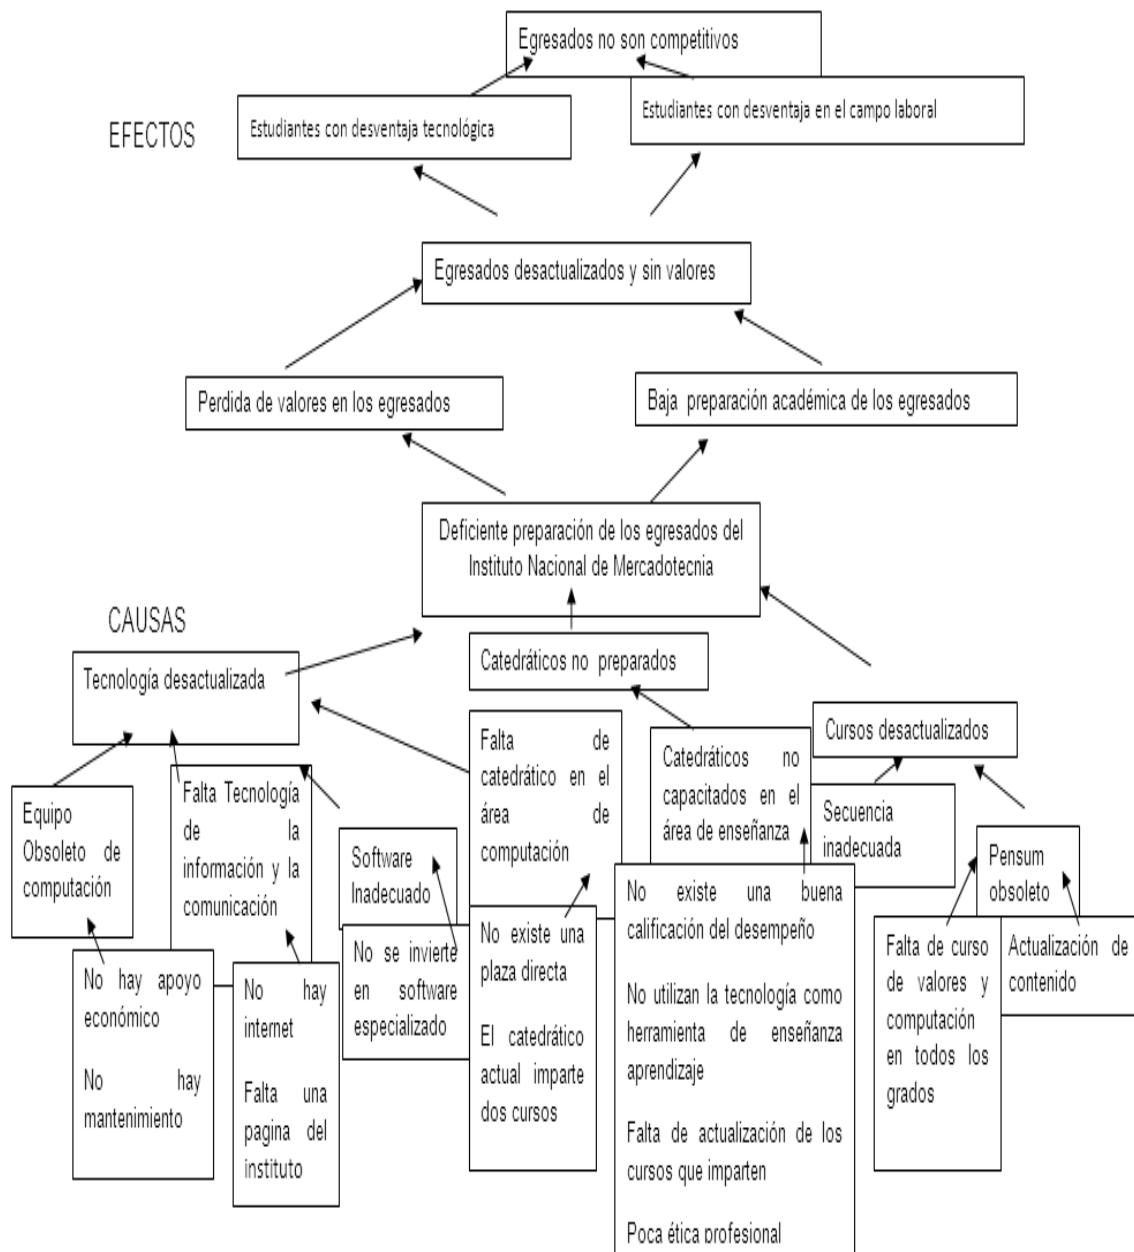 Egresados no son competitivos
Estudiantes con desventaja tecnológica
Estudiantes con desventaja en el campo laboral
EFECTOS
Egresados desactualizados y sin valores
Perdida de valores en los egresados
Baja preparación académica de los egresados
Deficiente preparación de los egresados del
Instituto Nacional de Mercadotecnia
CAUSAS
Tecnología desactualizada
Catedráticos no preparados
Cursos desactualizados
Equipo
Obsoleto de
computación
Falta Tecnología
de la
información y la
comunicación
Software
Inadecuado
Falta de
catedrático en el
área de
computación
Catedráticos no
capacitados en el
área de enseñanza
Secuencia
inadecuada
Pensum
obsoleto
No hay apoyo
económico
No hay
mantenimiento
No hay
internet
Falta una
pagina del
instituto
No se invierte
en software
especializado
No existe una
plaza directa
El catedrático
actual imparte
dos cursos
No existe una buena
calificación del desempeño
No utilizan la tecnología como
herramienta de enseñanza
aprendizaje
Falta de actualización de los
cursos que imparten
Poca ética profesional
Falta de curso
de valores y
computación
en todos los
grados
Actualización de
contenido